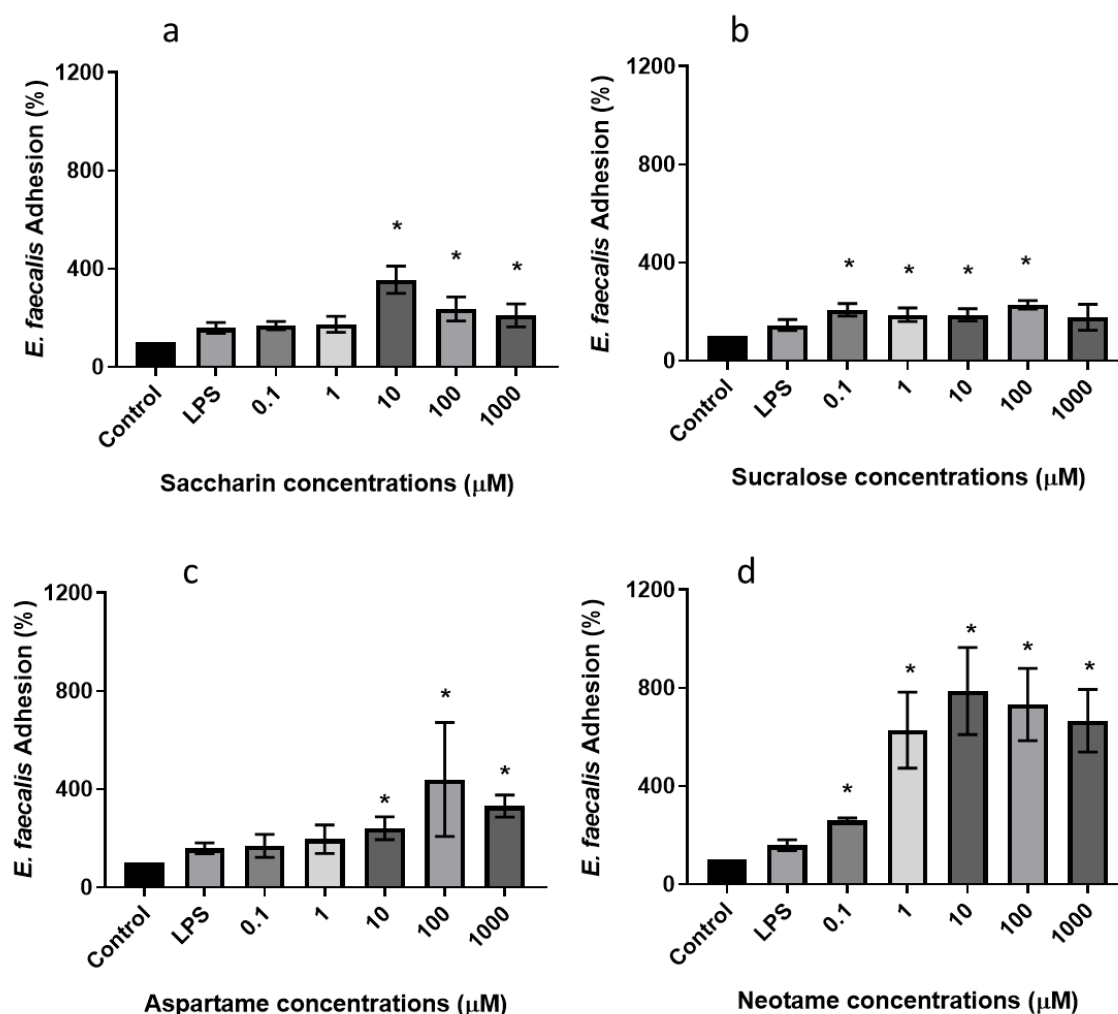 a
1200
800
400
0
E. faecalis Adhesion (%)
*
*
*
Control
LPS
0.1
1
10
100
1000
Saccharin concentrations (μM)
b
1200
800
400
0
E. faecalis Adhesion (%)
*
*
*
*
Control
LPS
0.1
1
10
100
1000
Sucralose concentrations (μM)
c
1200
800
400
0
E. faecalis Adhesion (%)
*
*
*
Control
LPS
0.1
1
10
100
1000
Aspartame concentrations (μM)
d
1200
800
400
0
E. faecalis Adhesion (%)
*
*
*
*
*
Control
LPS
0.1
1
10
100
1000
Neotame concentrations (μM)